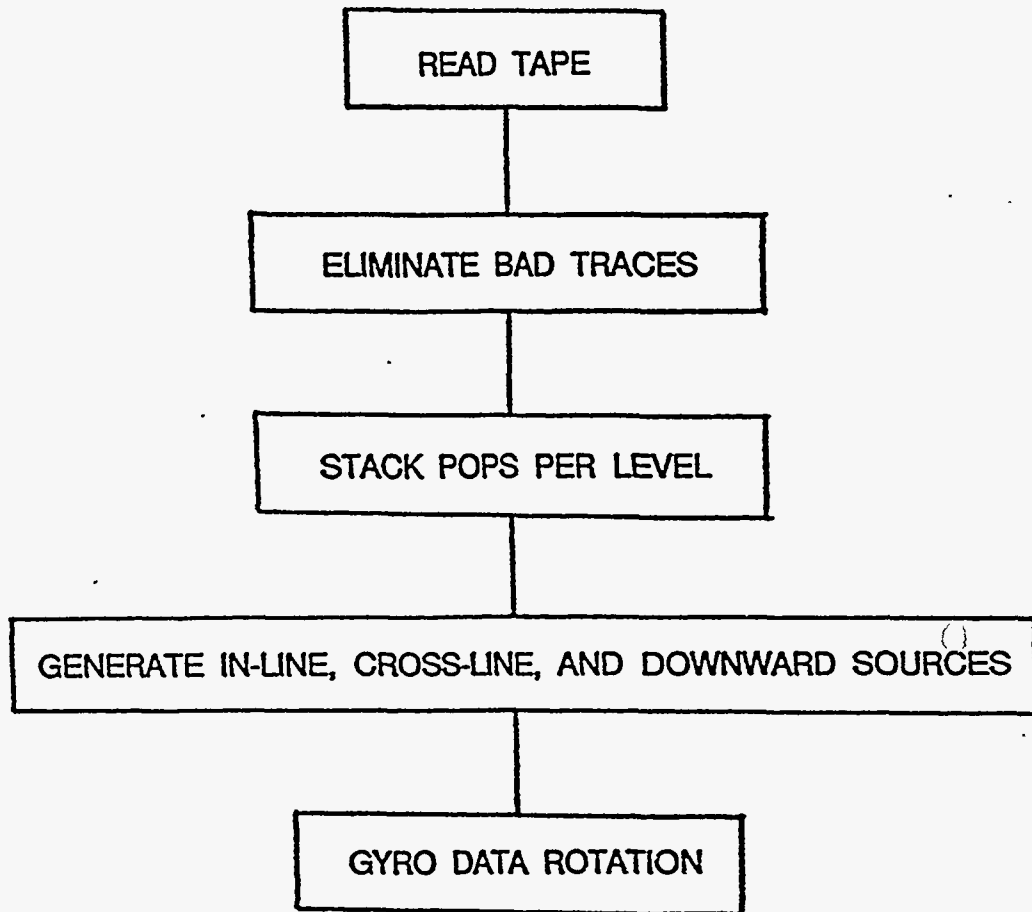 READ TAPE
ELIMINATE BAD TRACES
STACK POPS PER LEVEL
GENERATE IN-LINE, CROSS-LINE, AND DOWNWARD SOURCES
GYRO DATA ROTATION